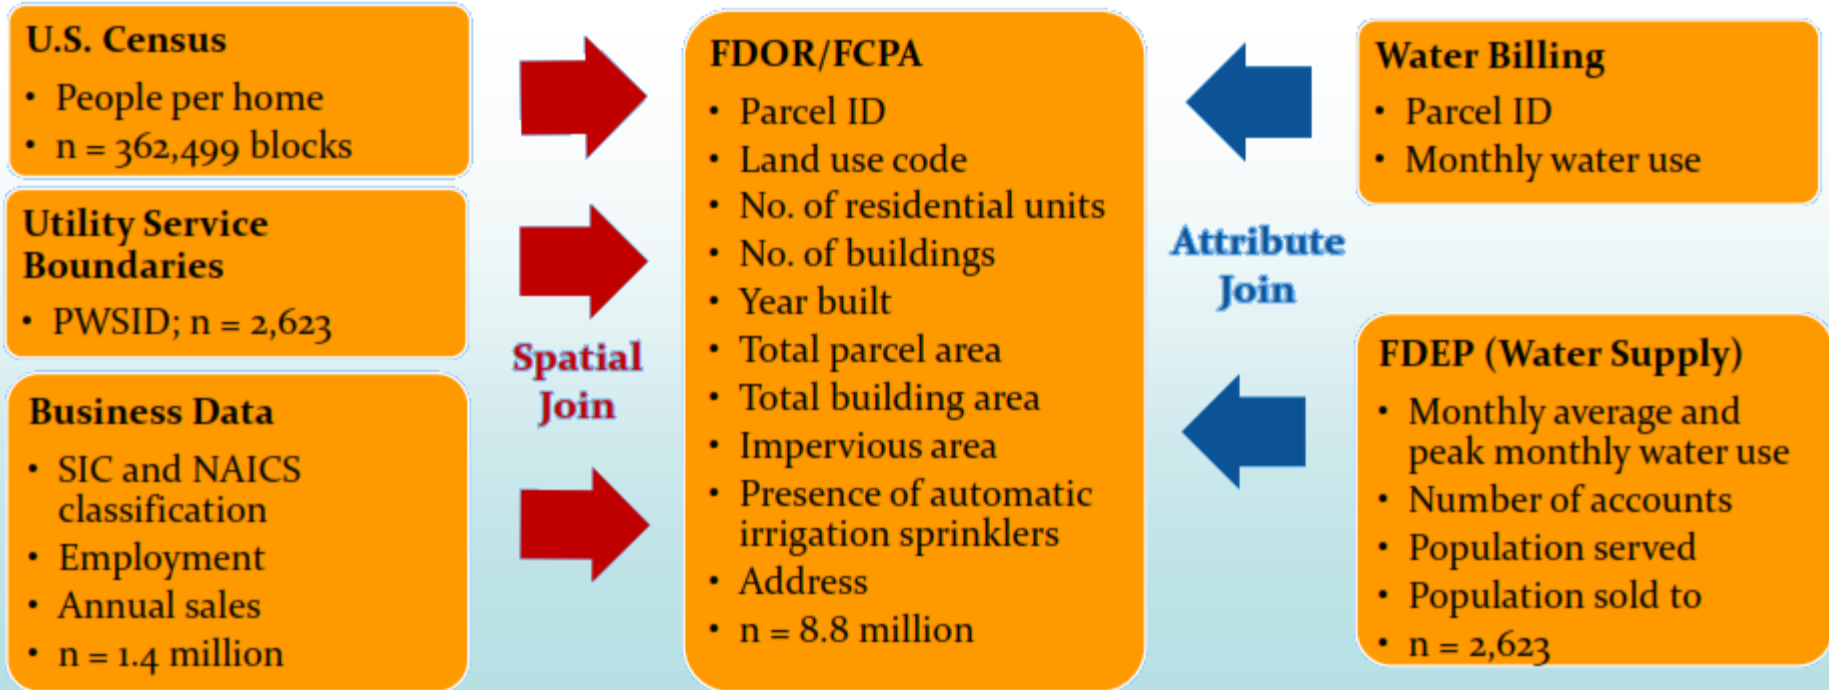 U.S. Census
• People per home
• n = 362,499 blocks
Utility Service
Boundaries
• PWSID; n = 2,623
Business Data
• SIC and NAICS
classification
• Employment
• Annual sales
• n = 1.4 million
Spatial
Join
FDOR/FCPA
• Parcel ID
• Land use code
• No. of residential units
• No. of buildings
• Year built
• Total parcel area
• Total building area
• Impervious area
• Presence of automatic
irrigation sprinklers
• Address
• n = 8.8 million
Attribute
Join
Water Billing
• Parcel ID
• Monthly water use
FDEP (Water Supply)
• Monthly average and
peak monthly water use
• Number of accounts
• Population served
• Population sold to
• n = 2,623